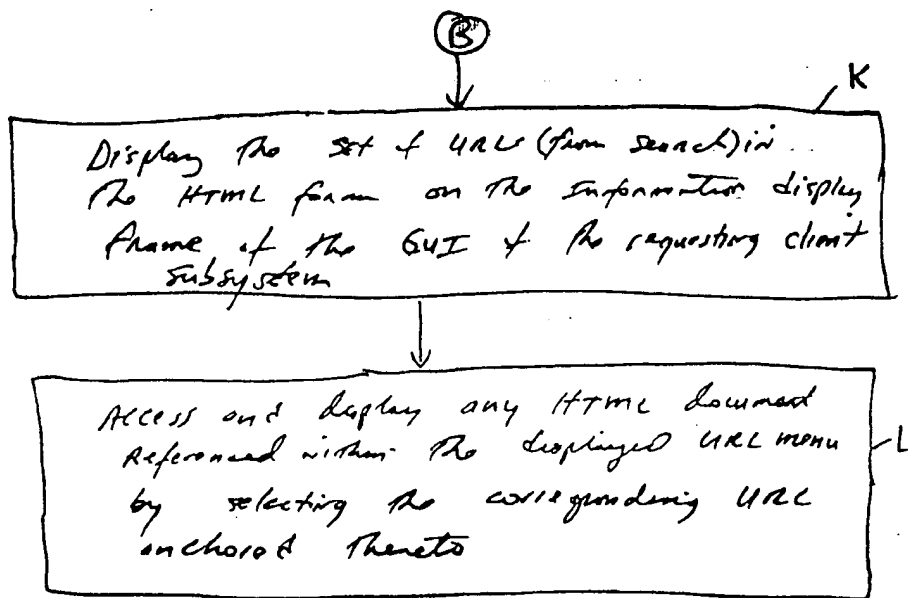 B
K
Display the set of URLs (from search) in
the HTML form on the Information display
frame of the GUI of the requesting client
subsystem
Access and display any HTML document
Referenced within the displayed URL menu
by selecting the corresponding URL
anchored thereto
L